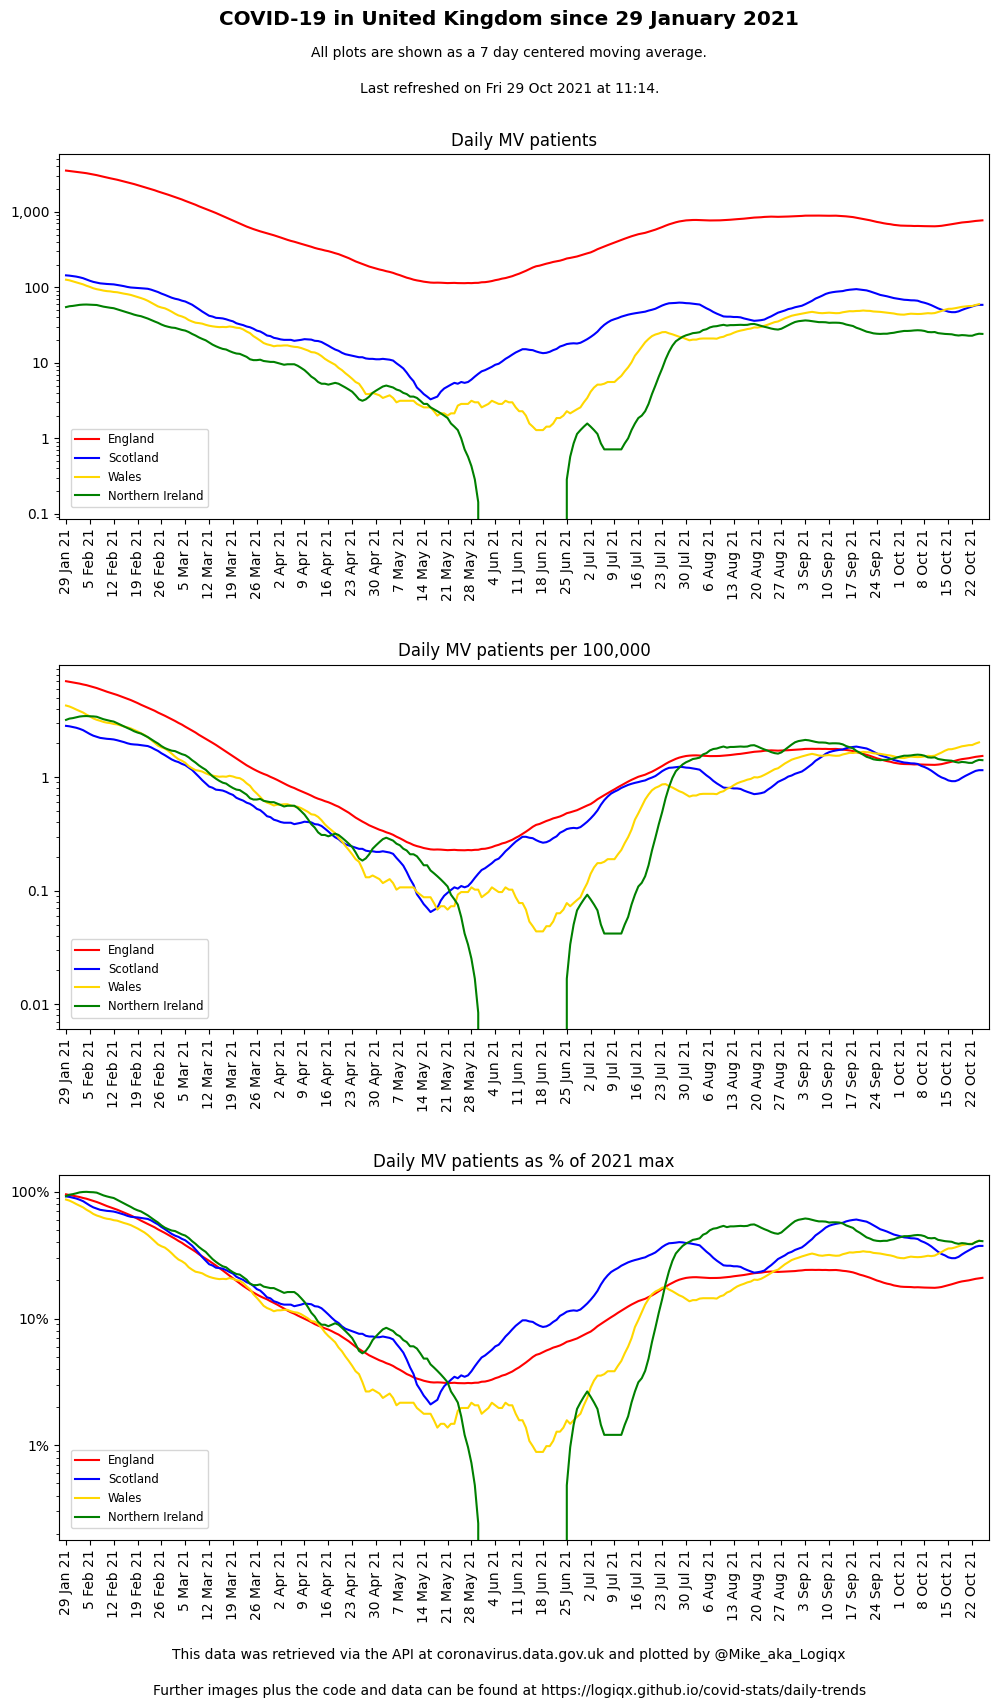 COVID-19 in United Kingdom since 29 January 2021
All plots are shown as a 7 day centered moving average.
Last refreshed on Fri 29 Oct 2021 at 11:14.
Daily MV patients
1,000
100
10
1
0.1
England
Scotland
Wales
Northern Ireland
29 Jan 21
5 Feb 21
12 Feb 21
19 Feb 21
26 Feb 21
5 Mar 21
12 Mar 21
19 Mar 21
26 Mar 21
2 Apr 21
9 Apr 21
16 Apr 21
23 Apr 21
30 Apr 21
7 May 21
14 May 21
21 May 21
28 May 21
4 Jun 21
11 Jun 21
18 Jun 21
25 Jun 21
2 Jul 21
9 Jul 21
16 Jul 21
23 Jul 21
30 Jul 21
6 Aug 21
13 Aug 21
20 Aug 21
27 Aug 21
3 Sep 21
10 Sep 21
17 Sep 21
24 Sep 21
1 Oct 21
8 Oct 21
15 Oct 21
22 Oct 21
Daily MV patients per 100,000
1
0.1
0.01
England
Scotland
Wales
Northern Ireland
29 Jan 21
5 Feb 21
12 Feb 21
19 Feb 21
26 Feb 21
5 Mar 21
12 Mar 21
19 Mar 21
26 Mar 21
2 Apr 21
9 Apr 21
16 Apr 21
23 Apr 21
30 Apr 21
7 May 21
14 May 21
21 May 21
28 May 21
4 Jun 21
11 Jun 21
18 Jun 21
25 Jun 21
2 Jul 21
9 Jul 21
16 Jul 21
23 Jul 21
30 Jul 21
6 Aug 21
13 Aug 21
20 Aug 21
27 Aug 21
3 Sep 21
10 Sep 21
17 Sep 21
24 Sep 21
1 Oct 21
8 Oct 21
15 Oct 21
22 Oct 21
Daily MV patients as % of 2021 max
100%
10%
1%
England
Scotland
Wales
Northern Ireland
29 Jan 21
5 Feb 21
12 Feb 21
19 Feb 21
26 Feb 21
5 Mar 21
12 Mar 21
19 Mar 21
26 Mar 21
2 Apr 21
9 Apr 21
16 Apr 21
23 Apr 21
30 Apr 21
7 May 21
14 May 21
21 May 21
28 May 21
4 Jun 21
11 Jun 21
18 Jun 21
25 Jun 21
2 Jul 21
9 Jul 21
16 Jul 21
23 Jul 21
30 Jul 21
6 Aug 21
13 Aug 21
20 Aug 21
27 Aug 21
3 Sep 21
10 Sep 21
17 Sep 21
24 Sep 21
1 Oct 21
8 Oct 21
15 Oct 21
22 Oct 21
This data was retrieved via the API at coronavirus.data.gov.uk and plotted by @Mike_aka_Logiqx
Further images plus the code and data can be found at https://logiqx.github.io/covid-stats/daily-trends